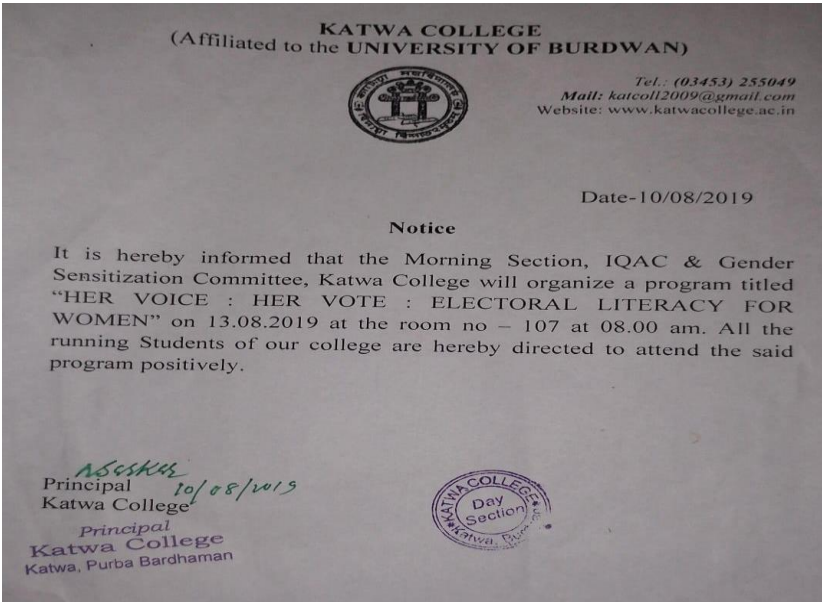 KATWA COLLEGE
(Affiliated to the UNIVERSITY OF BURDWAN)
Tel.: (03453) 255049
Mail: katcoll2009@gmail.com
Website: www.katwacollege.ac.in
Date-10/08/2019
Notice
It is hereby informed that the Morning Section, IQAC & Gender
Sensitization Committee, Katwa College will organize a program titled
“HER VOICE : HER VOTE : ELECTORAL LITERACY FOR
WOMEN” on 13.08.2019 at the room no – 107 at 08.00 am. All the
running Students of our college are hereby directed to attend the said
program positively.
Principal
10/08/2019
Katwa College
Principal
Katwa College
Katwa, Purba Bardhaman
KATWA COLLEGE
Day
Section
Katwa,